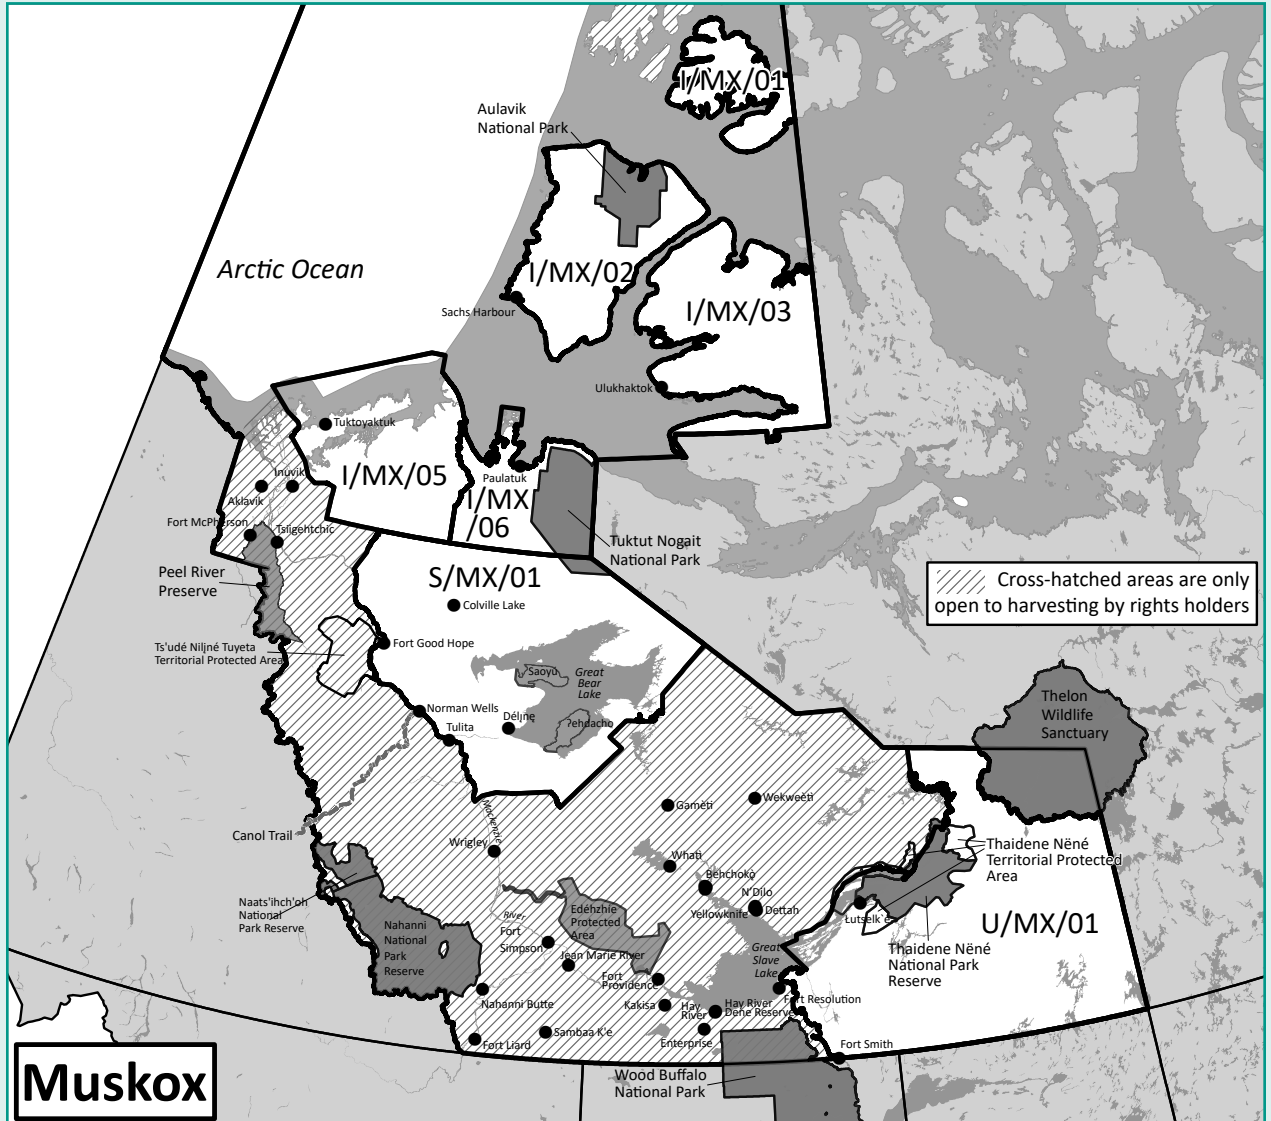 I/MX/01
Aulavik
National Park
Arctic Ocean
I/MX/02
Sachs Harbour
I/MX/03
Ulukhaktok
Tuktoyaktuk
I/MX/05
Inuvik
Aklavik
Paulatuk
I/MX
/06
Fort McPherson
Tsiigehtchic
Tuktut Nogait
National Park
Peel River
Preserve
S/MX/01
Colville Lake
Cross-hatched areas are only
open to harvesting by rights holders
Fort Good Hope
Ts'udé Nilįné Tuyeta
Territorial Protected Area
Saoyú
Great
Bear
Lake
Norman Wells
Tulita
Délįnę
ʔehdacho
Thelon
Wildlife
Sanctuary
Canol Trail
Mackenzie
Gamètì
Wekweètì
Wrigley
Whatì
Behchokǫ̀
Thaidene Nëné
Territorial Protected
Area
Naats'ihch'oh
National
Park Reserve
Nahanni
National
Park
Reserve
River
Fort
Simpson
Edéhzhíe
Protected
Area
N'Dilo
Yellowknife
Dettah
Łutselk'e
U/MX/01
Jean Marie River
Great
Slave
Lake
Thaidene Nëné
National Park
Reserve
Fort
Providence
Nahanni Butte
Kakisa
Hay
River
Hay River
Dene Reserve
Fort Resolution
Sambaa K'e
Fort Liard
Enterprise
Fort Smith
Wood Buffalo
National Park
Muskox